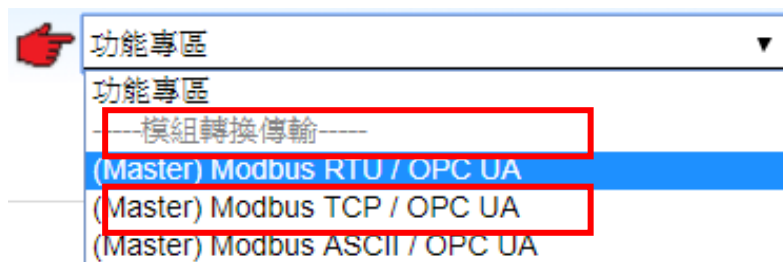 功能專區
功能專區
-----模組轉換傳輸-----
(Master) Modbus RTU / OPC UA
(Master) Modbus TCP / OPC UA
(Master) Modbus ASCII / OPC UA